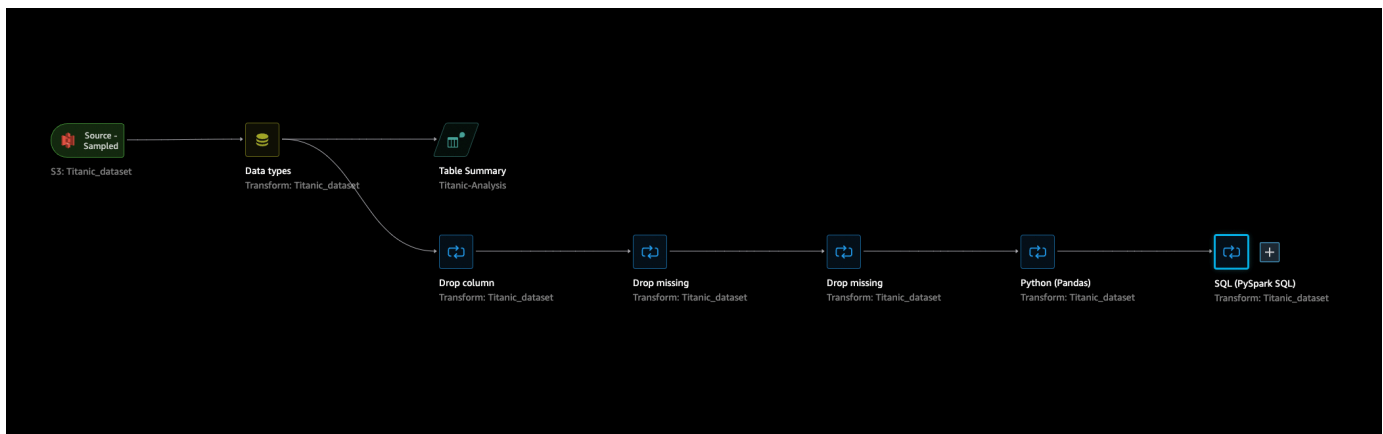 Source -
Sampled
S3: Titanic_dataset
Data types
Transform: Titanic_dataset
Table Summary
Titanic-Analysis
Drop column
Transform: Titanic_dataset
Drop missing
Transform: Titanic_dataset
Drop missing
Transform: Titanic_dataset
Python (Pandas)
Transform: Titanic_dataset
SQL (PySpark SQL)
Transform: Titanic_dataset